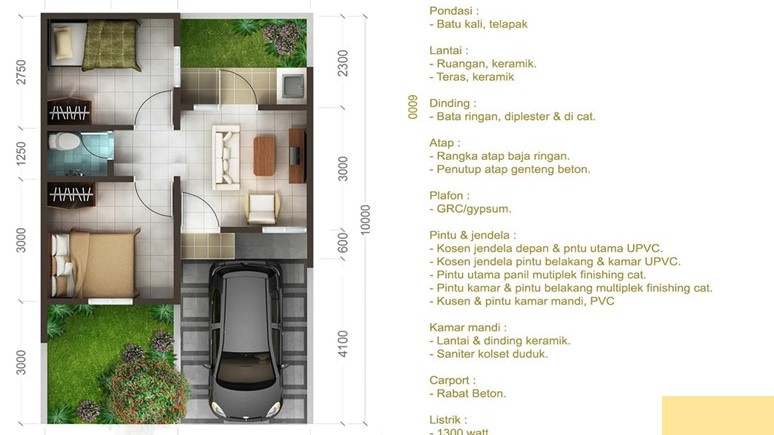 2750
1250
3000
3000
2300
3000
600
4100
10000
6000
Pondasi :
- Batu kali, telapak
Lantai :
- Ruangan, keramik.
- Teras, keramik
Dinding :
- Bata ringan, diplester & di cat.
Atap :
- Rangka atap baja ringan.
- Penutup atap genteng beton.
Plafon :
- GRC/gypsum.
Pintu & jendela :
- Kosen jendela depan & pntu utama UPVC.
- Kosen jendela pintu belakang & kamar UPVC.
- Pintu utama panil mutiplek finishing cat.
- Pintu kamar & pintu belakang multiplek finishing cat.
- Kusen & pintu kamar mandi, PVC
Kamar mandi :
- Lantai & dinding keramik.
- Saniter kolset duduk.
Carport :
- Rabat Beton.
Listrik :
- 1300 watt